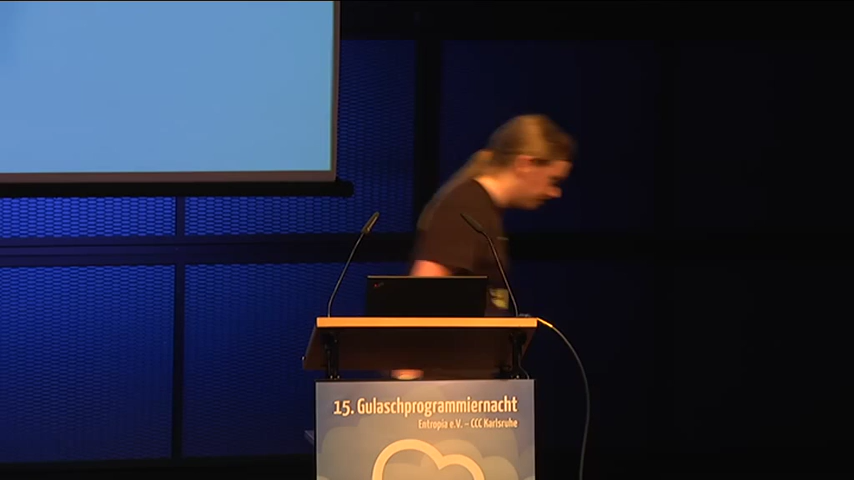 15. Gulaschprogrammiernacht
Entropia e.V. – CCC Karlsruhe